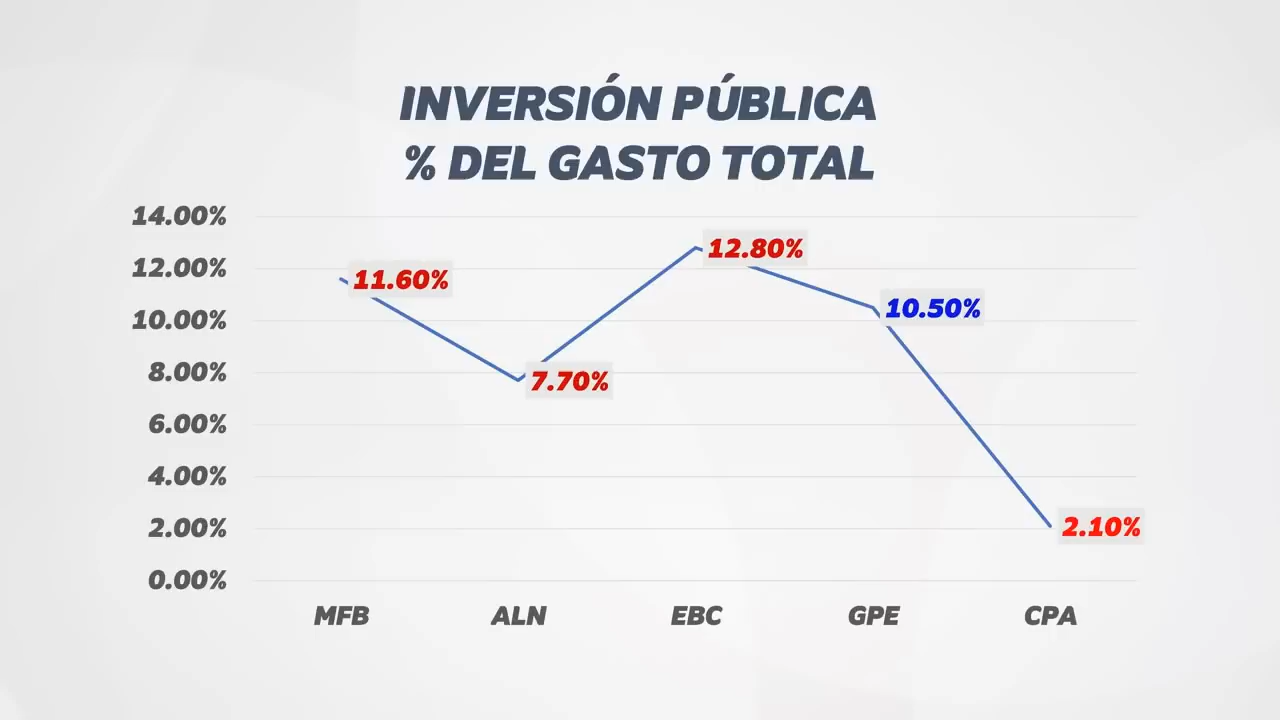 INVERSIÓN PÚBLICA
% DEL GASTO TOTAL
14.00%
12.00%
10.00%
8.00%
6.00%
4.00%
2.00%
0.00%
11.60%
7.70%
12.80%
10.50%
2.10%
MFB
ALN
EBC
GPE
CPA